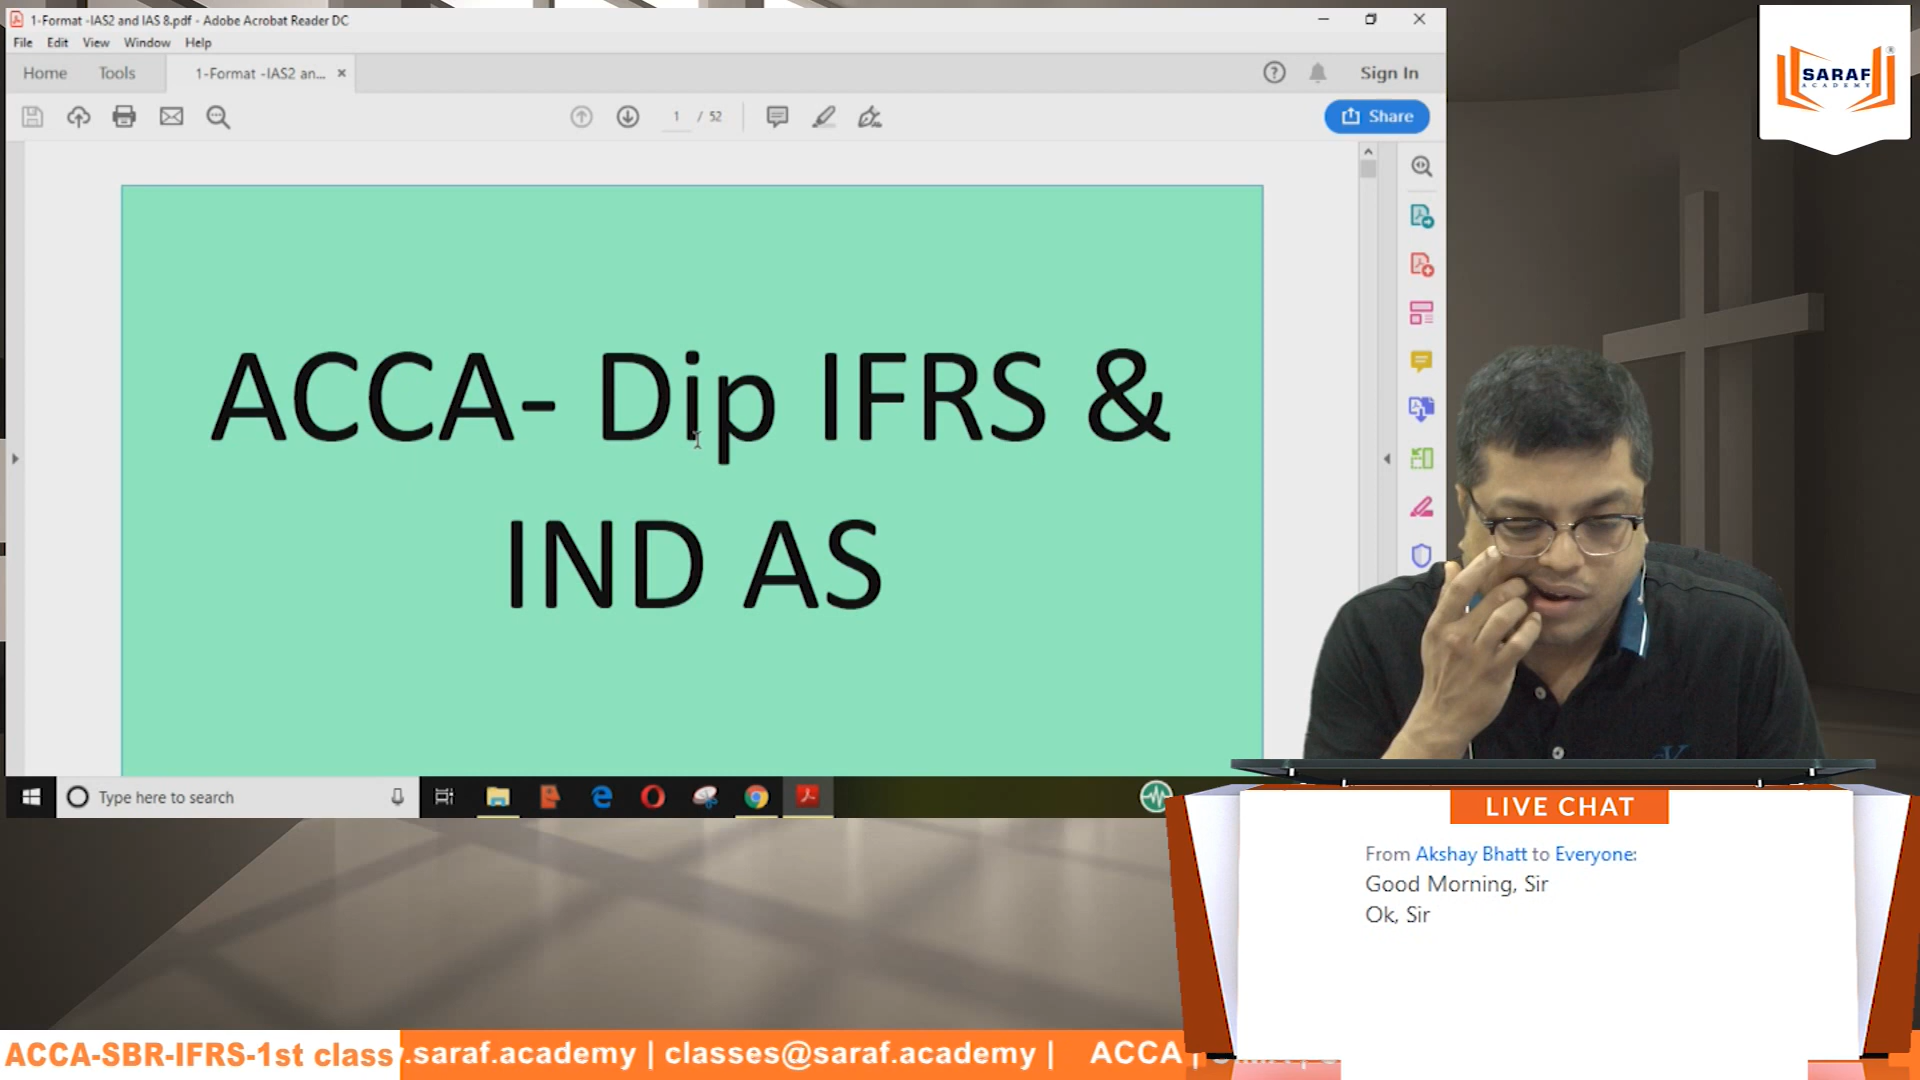 1-Format -IAS2 and IAS 8.pdf - Adobe Acrobat Reader DC
File Edit View Window Help
Home Tools 1-Format -IAS2 an... × Sign In
1 / 52 Share
ACCA- Dip IFRS &
IND AS
Type here to search
SARAF
ACADEMY
®
LIVE CHAT
From Akshay Bhatt to Everyone:
Good Morning, Sir
Ok, Sir
ACCA-SBR-IFRS-1st class
.saraf.academy | classes@saraf.academy | ACCA |